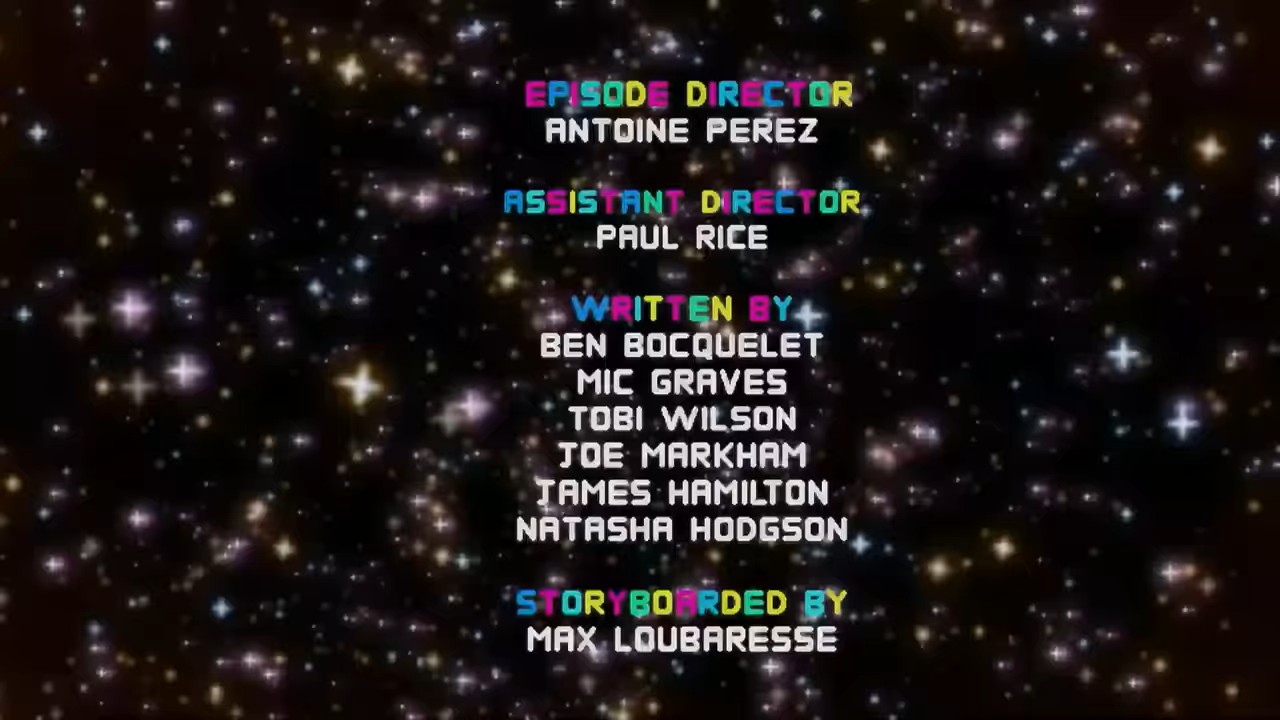 EPISODE DIRECTOR
ANTOINE PEREZ
ASSISTANT DIRECTOR
PAUL RICE
WRITTEN BY
BEN BOCQUELET
MIC GRAVES
TOBI WILSON
JOE MARKHAM
JAMES HAMILTON
NATASHA HODGSON
STORYBOARDED BY
MAX LOUBARESSE